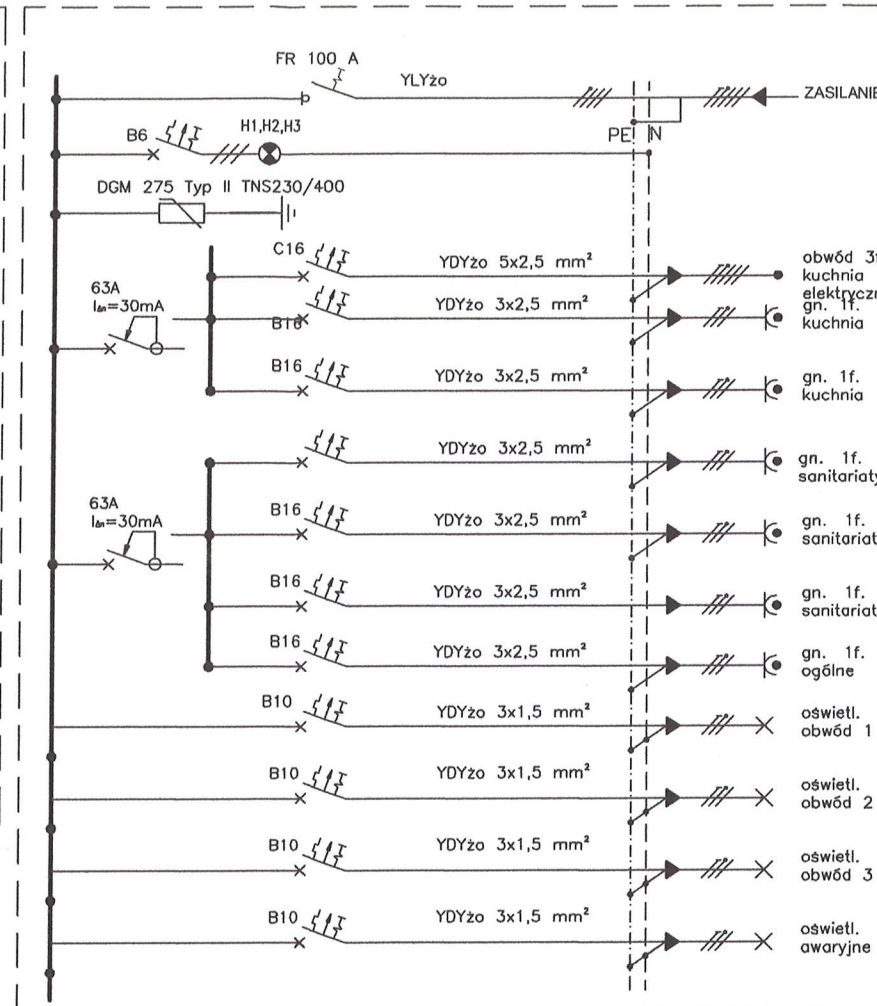 FR 100 A
YLYżo
ZASILANIE
PE N
B6
H1,H2,H3
DGM 275 Typ II TNS230/400
63A
IΔn=30mA
C16
YDYżo 5x2,5 mm²
obwód 3f
kuchnia
elektryczn
B16
YDYżo 3x2,5 mm²
gn. 1f.
kuchnia
B16
YDYżo 3x2,5 mm²
gn. 1f.
kuchnia
63A
IΔn=30mA
YDYżo 3x2,5 mm²
gn. 1f.
sanitariaty
B16
YDYżo 3x2,5 mm²
gn. 1f.
sanitariat
B16
YDYżo 3x2,5 mm²
gn. 1f.
sanitariat
B16
YDYżo 3x2,5 mm²
gn. 1f.
ogólne
B10
YDYżo 3x1,5 mm²
oświetl.
obwód 1
B10
YDYżo 3x1,5 mm²
oświetl.
obwód 2
B10
YDYżo 3x1,5 mm²
oświetl.
obwód 3
B10
YDYżo 3x1,5 mm²
oświetl.
awaryjne